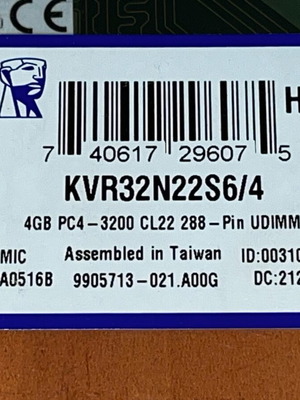 CE
H
7 40617 29607 5
KVR32N22S6/4
4GB PC4-3200 CL22 288-Pin UDIMM
MIC Assembled in Taiwan ID:00310
A0516B 9905713-021.A00G DC:212